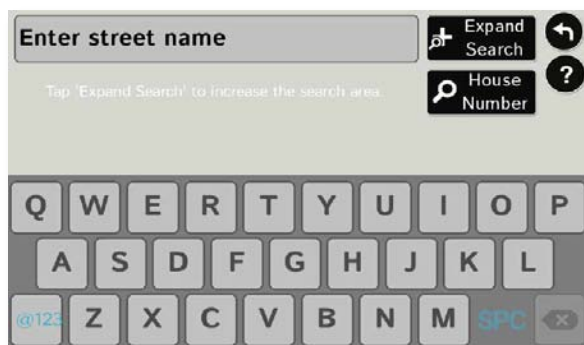 Enter street name
Expand
Search
Tap 'Expand Search' to increase the search area.
House
Number
?
Q W E R T Y U I O P
A S D F G H J K L
@123 Z X C V B N M SPC